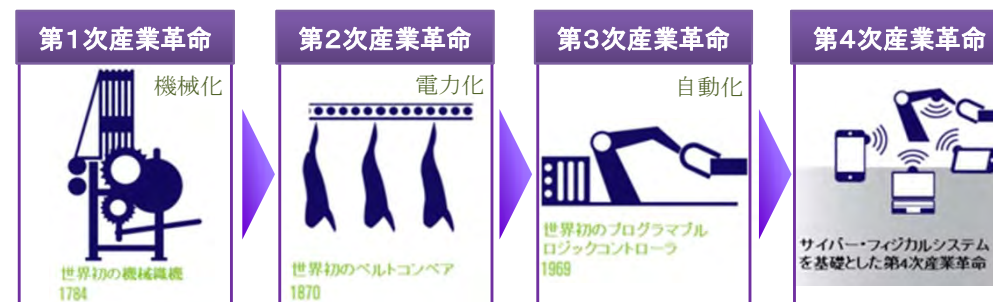 第1次産業革命
機械化
世界初の機械織機
1784
第2次産業革命
電力化
世界初のベルトコンベア
1870
第3次産業革命
自動化
世界初のプログラマブル
ロジックコントローラ
1969
第4次産業革命
サイバー・フィジカルシステム
を基礎とした第4次産業革命